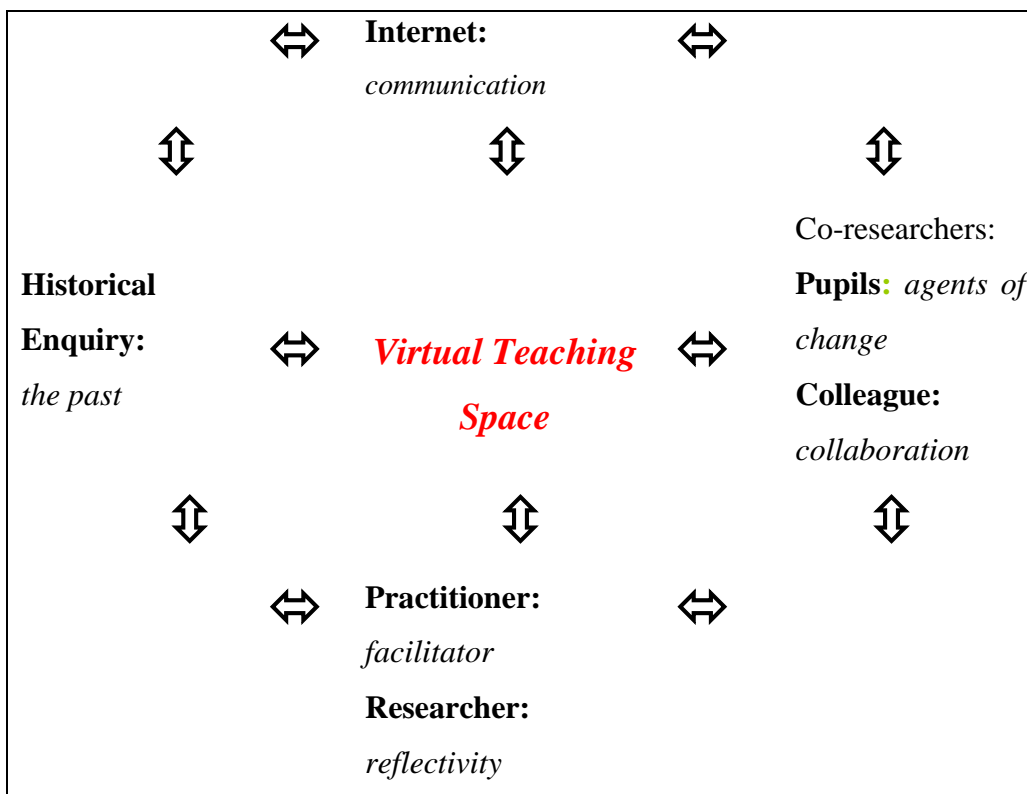 Internet:
communication
Historical
Enquiry:
the past
Virtual Teaching
Space
Co-researchers:
Pupils: agents of
change
Colleague:
collaboration
Practitioner:
facilitator
Researcher:
reflectivity